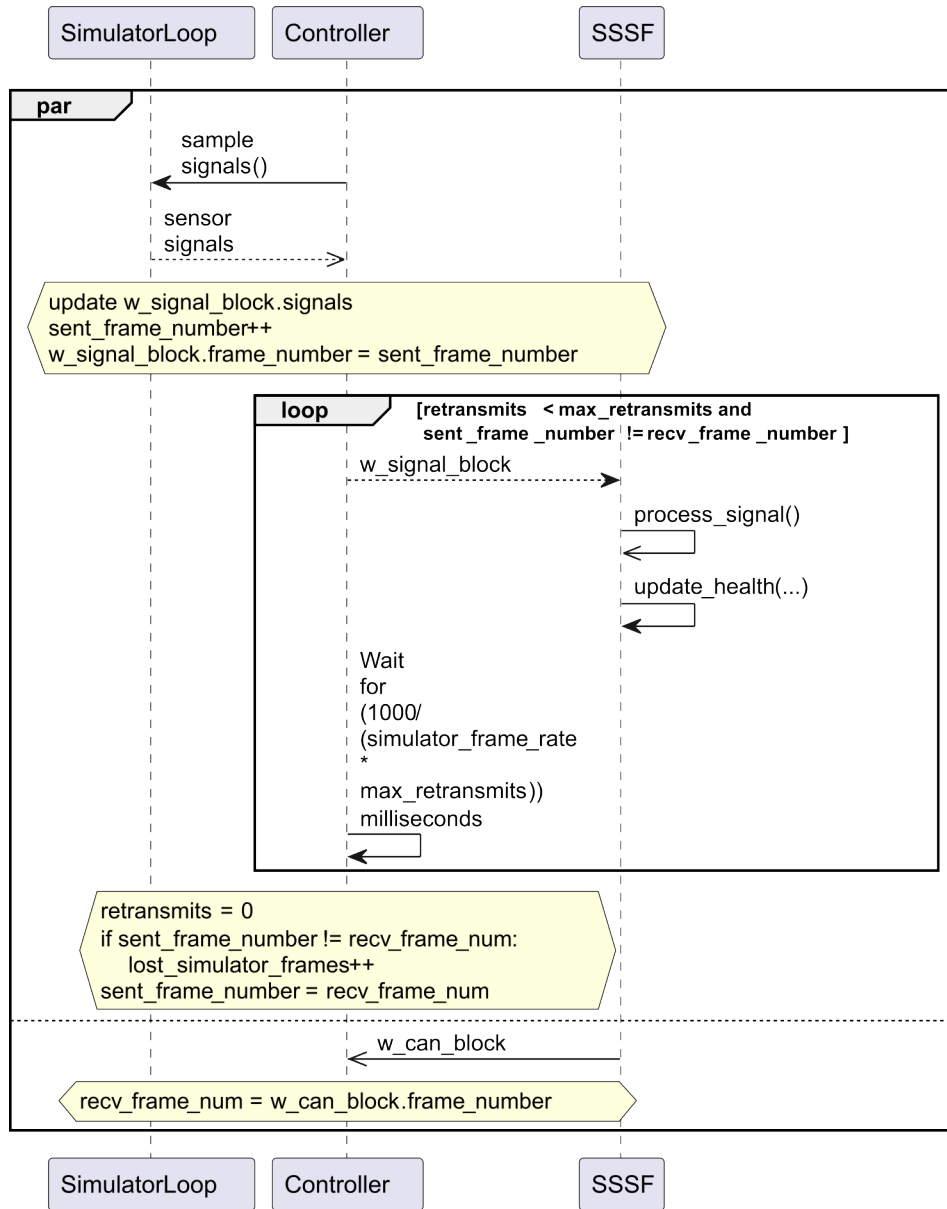 SimulatorLoop
Controller
SSSF
par
sample
signals()
sensor
signals
update w_signal_block.signals
sent_frame_number++
w_signal_block.frame_number = sent_frame_number
loop
[retransmits < max_retransmits and
sent _frame _number != recv _frame _number ]
w_signal_block
process_signal()
update_health(...)
Wait
for
(1000/
(simulator_frame_rate
*
max_retransmits))
milliseconds
retransmits = 0
if sent_frame_number != recv_frame_num:
lost_simulator_frames++
sent_frame_number = recv_frame_num
w_can_block
recv_frame_num = w_can_block.frame_number
SimulatorLoop
Controller
SSSF